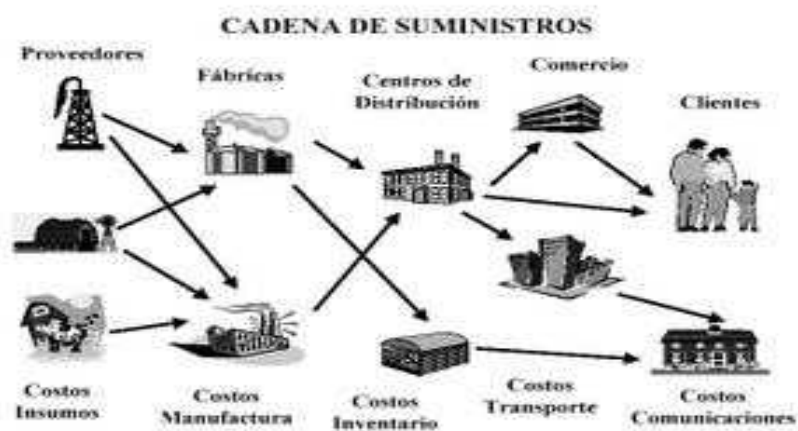 CADENA DE SUMINISTROS
Proveedores
Fábricas
Centros de
Distribución
Comercio
Clientes
Costos
Insumos
Costos
Manufactura
Costos
Inventario
Costos
Transporte
Costos
Comunicaciones